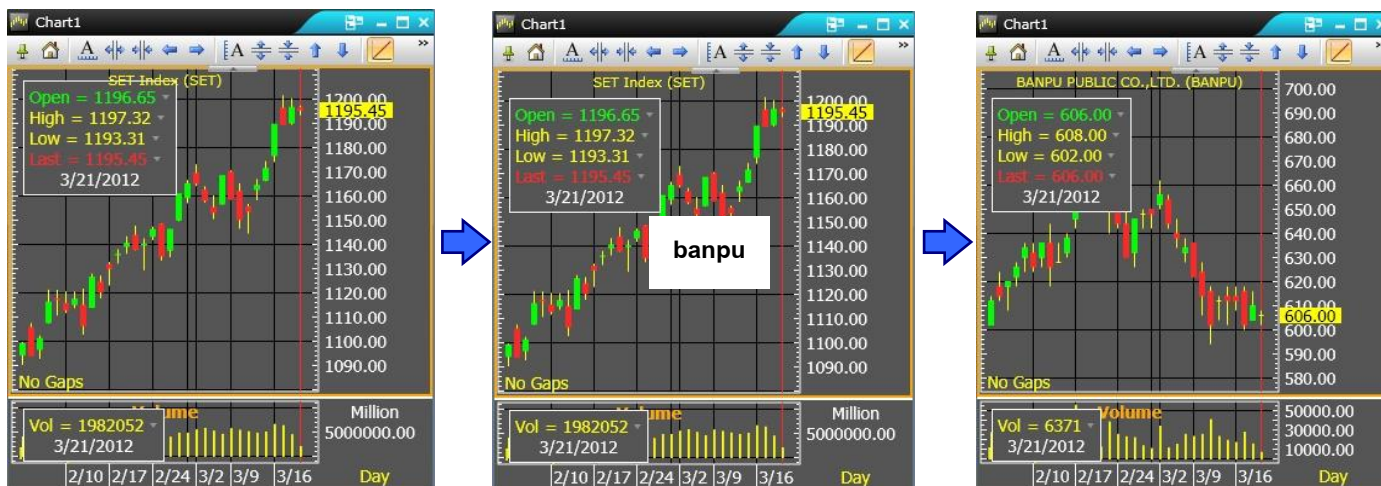 Chart1
A
A
»
SET Index (SET)
Open = 1196.65
High = 1197.32
Low = 1193.31
Last = 1195.45
3/21/2012
1200.00
1195.45
1190.00
1180.00
1170.00
1160.00
1150.00
1140.00
1130.00
1120.00
1110.00
1100.00
1090.00
No Gaps
Volume
Vol = 1982052
3/21/2012
Million
5000000.00
2/10 2/17 2/24 3/2 3/9 3/16 Day
Chart1
A
A
»
SET Index (SET)
Open = 1196.65
High = 1197.32
Low = 1193.31
Last = 1195.45
3/21/2012
banpu
1200.00
1195.45
1190.00
1180.00
1170.00
1160.00
1150.00
1140.00
1130.00
1120.00
1110.00
1100.00
1090.00
No Gaps
Volume
Vol = 1982052
3/21/2012
Million
5000000.00
2/10 2/17 2/24 3/2 3/9 3/16 Day
Chart1
A
A
BANPU PUBLIC CO.,LTD. (BANPU)
Open = 606.00
High = 608.00
Low = 602.00
Last = 606.00
3/21/2012
700.00
690.00
680.00
670.00
660.00
650.00
640.00
630.00
620.00
610.00
606.00
600.00
590.00
580.00
No Gaps
Volume
Vol = 6371
3/21/2012
50000.00
30000.00
10000.00
2/10 2/17 2/24 3/2 3/9 3/16 Day